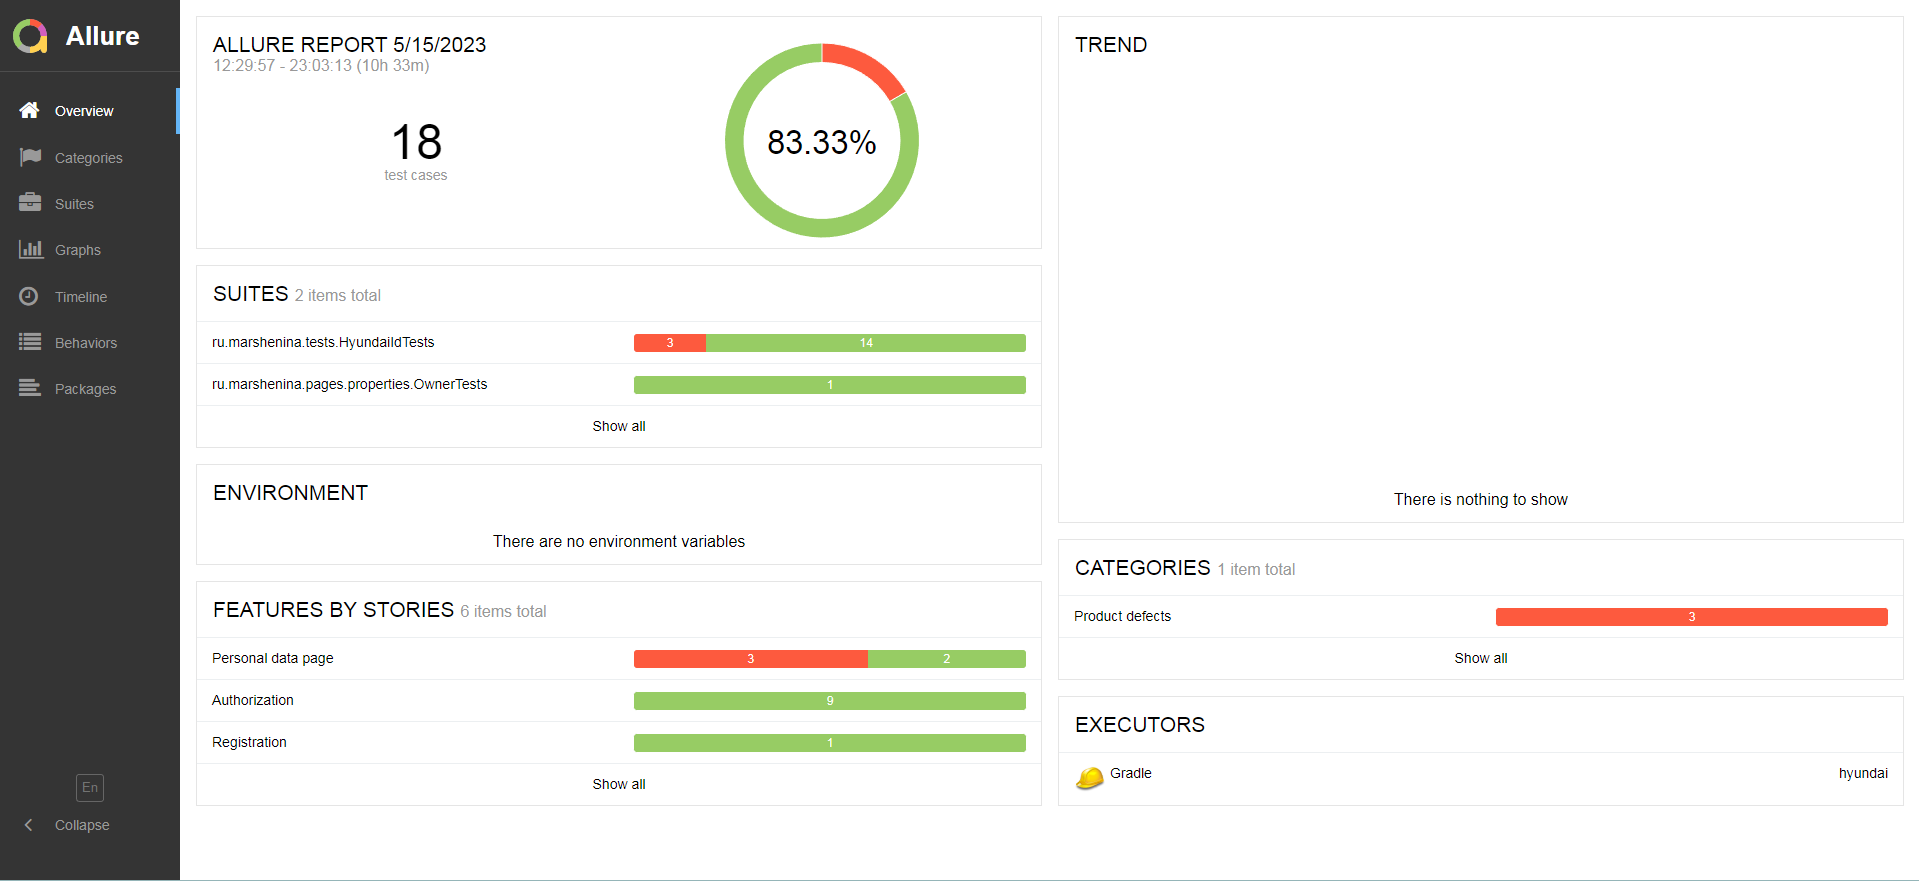 Allure
Overview
Categories
Suites
Graphs
Timeline
Behaviors
Packages
En
Collapse
ALLURE REPORT 5/15/2023
12:29:57 - 23:03:13 (10h 33m)
18
test cases
83.33%
SUITES 2 items total
ru.marshenina.tests.HyundaiIdTests 3 14
ru.marshenina.pages.properties.OwnerTests 1
Show all
ENVIRONMENT
There are no environment variables
FEATURES BY STORIES 6 items total
Personal data page 3 2
Authorization 9
Registration 1
Show all
TREND
There is nothing to show
CATEGORIES 1 item total
Product defects 3
Show all
EXECUTORS
Gradle hyundai